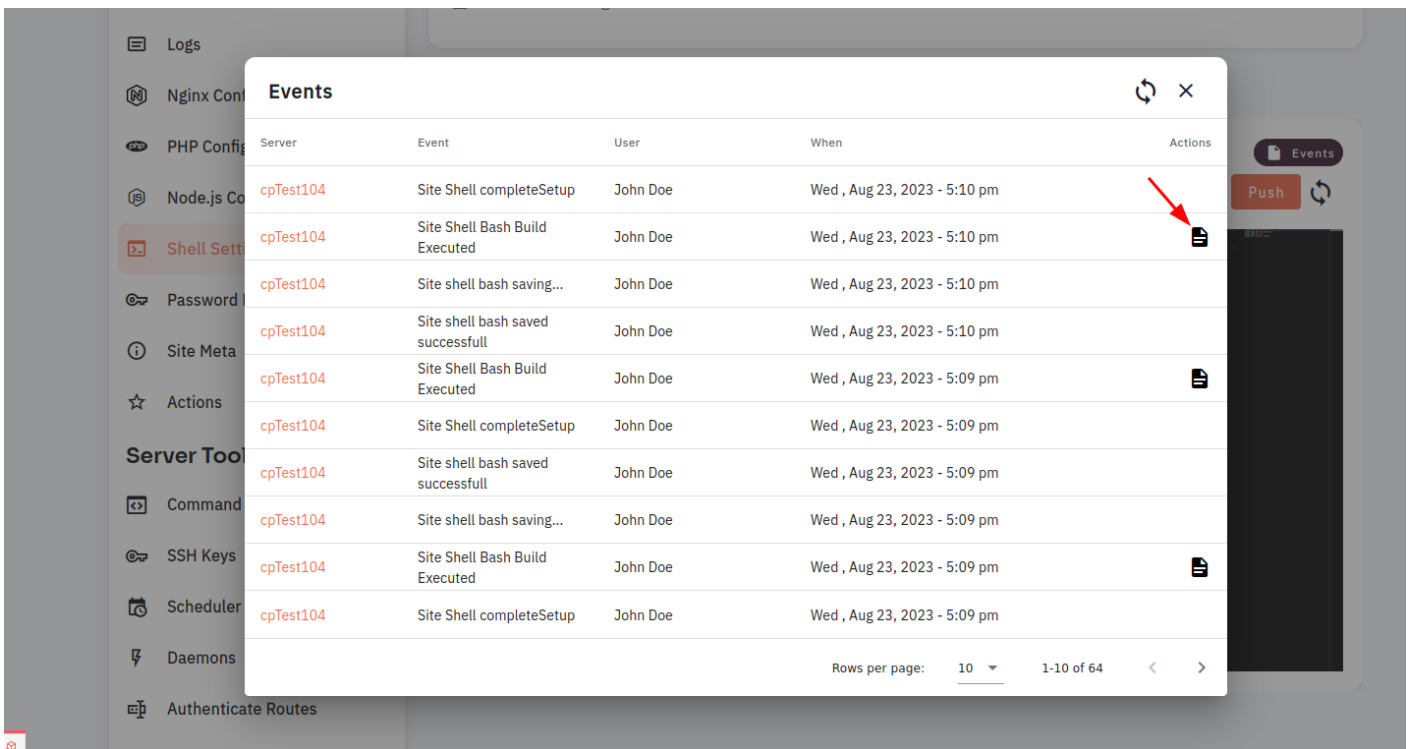 Logs
Nginx Conf
PHP Config
Node.js Co
Shell Setti
Password
Site Meta
Actions
Server Tool
Command
SSH Keys
Scheduler
Daemons
Authenticate Routes
Events
Server Event User When Actions
cpTest104 Site Shell completeSetup John Doe Wed , Aug 23, 2023 - 5:10 pm
cpTest104 Site Shell Bash Build
Executed John Doe Wed , Aug 23, 2023 - 5:10 pm
cpTest104 Site shell bash saving... John Doe Wed , Aug 23, 2023 - 5:10 pm
cpTest104 Site shell bash saved
successfull John Doe Wed , Aug 23, 2023 - 5:10 pm
cpTest104 Site Shell Bash Build
Executed John Doe Wed , Aug 23, 2023 - 5:09 pm
cpTest104 Site Shell completeSetup John Doe Wed , Aug 23, 2023 - 5:09 pm
cpTest104 Site shell bash saved
successfull John Doe Wed , Aug 23, 2023 - 5:09 pm
cpTest104 Site shell bash saving... John Doe Wed , Aug 23, 2023 - 5:09 pm
cpTest104 Site Shell Bash Build
Executed John Doe Wed , Aug 23, 2023 - 5:09 pm
cpTest104 Site Shell completeSetup John Doe Wed , Aug 23, 2023 - 5:09 pm
Rows per page: 10 1-10 of 64
Events
Push